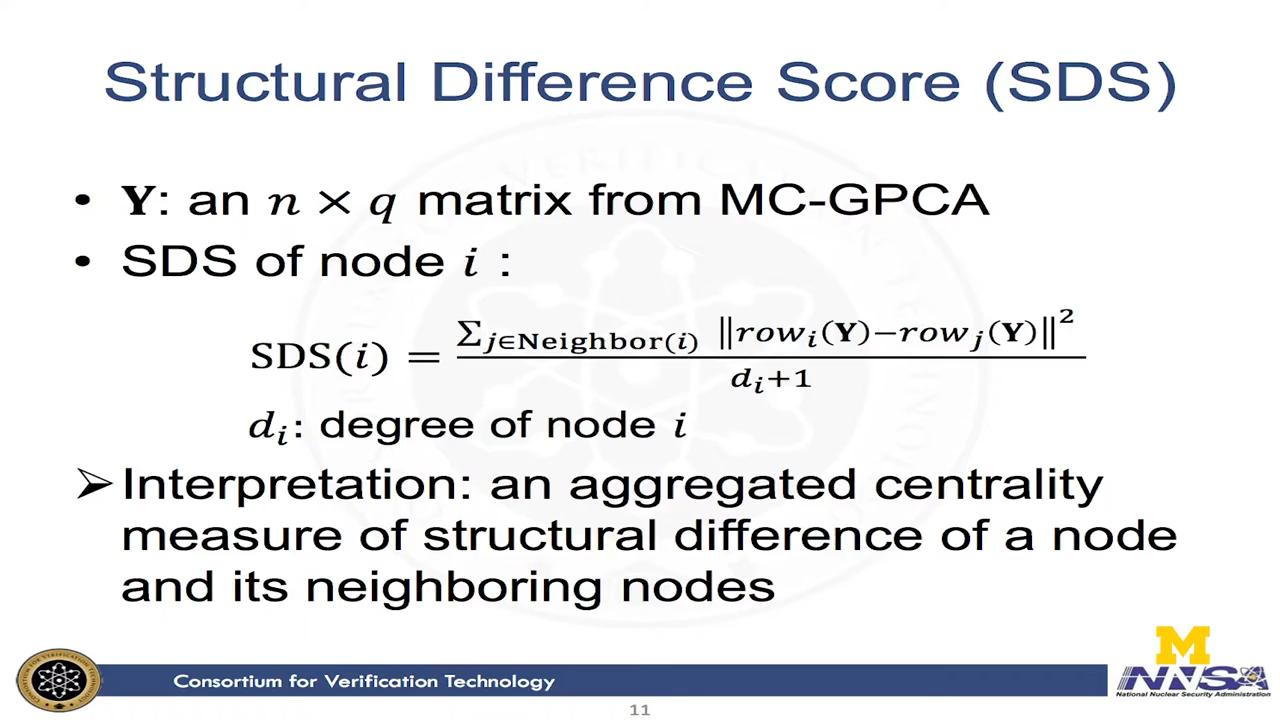 Structural Difference Score (SDS)
• Y: an n × q matrix from MC-GPCA
• SDS of node i :
SDS(i) = ∑j∈Neighbor(i) ‖rowᵢ(Y)−rowⱼ(Y)‖² / dᵢ+1
dᵢ: degree of node i
➢ Interpretation: an aggregated centrality
measure of structural difference of a node
and its neighboring nodes
Consortium for Verification Technology
M
NNSA
National Nuclear Security Administration
11